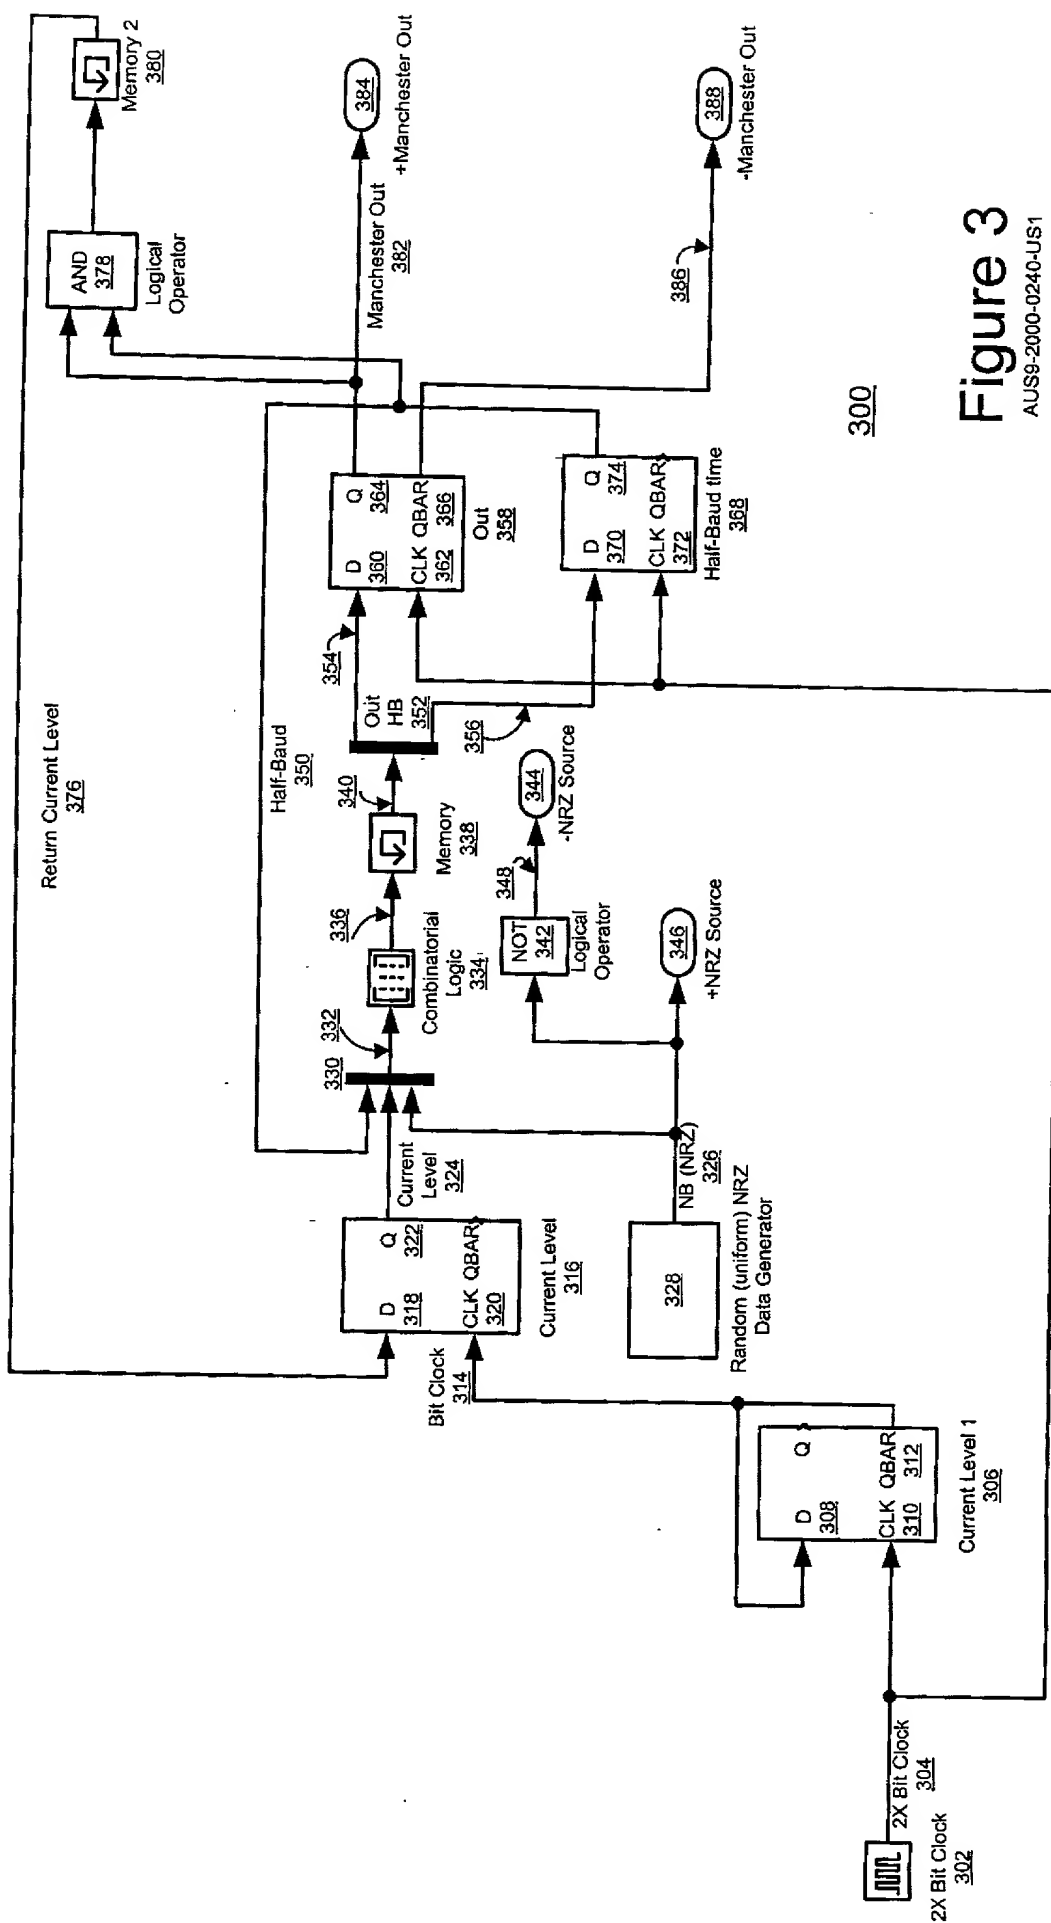 Return Current Level
376
Memory 2
380
AND
378
Logical
Operator
384
+Manchester Out
Manchester Out
382
388
-Manchester Out
386
Half-Baud
350
D
360
Q
364
CLK QBAR
362
366
Out
358
D
370
Q
374
CLK QBAR
372
Half-Baud time
368
354
Out
HB
352
356
340
Memory
338
336
Combinatorial
Logic
334
332
330
344
-NRZ Source
348
NOT
342
Logical
Operator
346
+NRZ Source
Current
Level
324
D
318
Q
322
CLK QBAR
320
Current Level
316
NB (NRZ)
326
328
Random (uniform) NRZ
Data Generator
Bit Clock
314
D
308
Q
CLK QBAR
310
312
Current Level 1
306
2X Bit Clock
304
2X Bit Clock
302
300
Figure 3
AUS9-2000-0240-US1